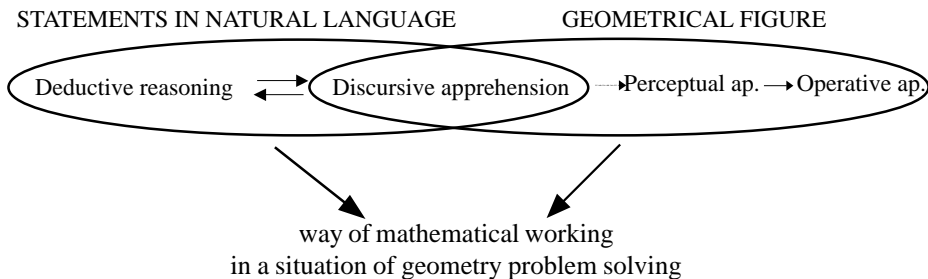 STATEMENTS IN NATURAL LANGUAGE GEOMETRICAL FIGURE
Deductive reasoning Discursive apprehension Perceptual ap. Operative ap.
way of mathematical working
in a situation of geometry problem solving